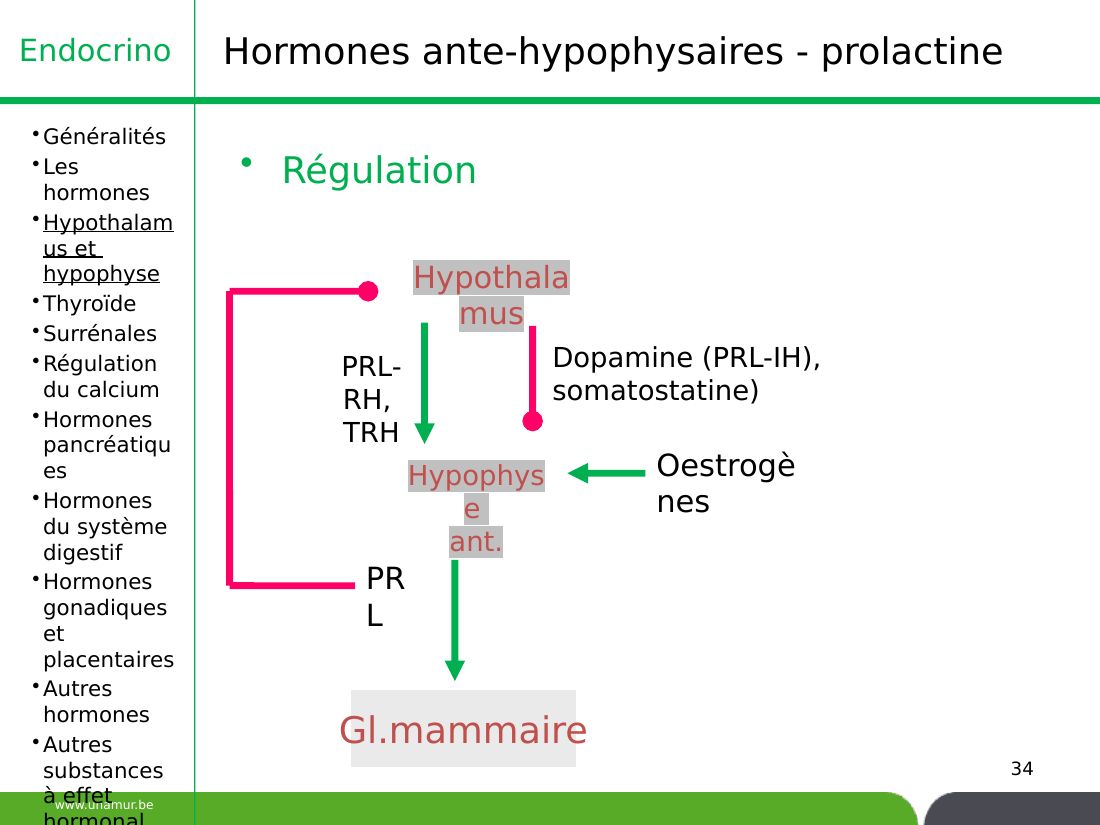 Endocrino
Hormones ante-hypophysaires - prolactine
•Généralités
•Les
hormones
•Hypothalam
us et
hypophyse
•Thyroïde
•Surrénales
•Régulation
du calcium
•Hormones
pancréatiqu
es
•Hormones
du système
digestif
•Hormones
gonadiques
et
placentaires
•Autres
hormones
•Autres
substances
à effet
hormonal
• Régulation
Hypothala
mus
PRL-
RH,
TRH
Dopamine (PRL-IH),
somatostatine)
Hypophys
e
ant.
Oestrogè
nes
PR
L
Gl.mammaire
34
www.unamur.be